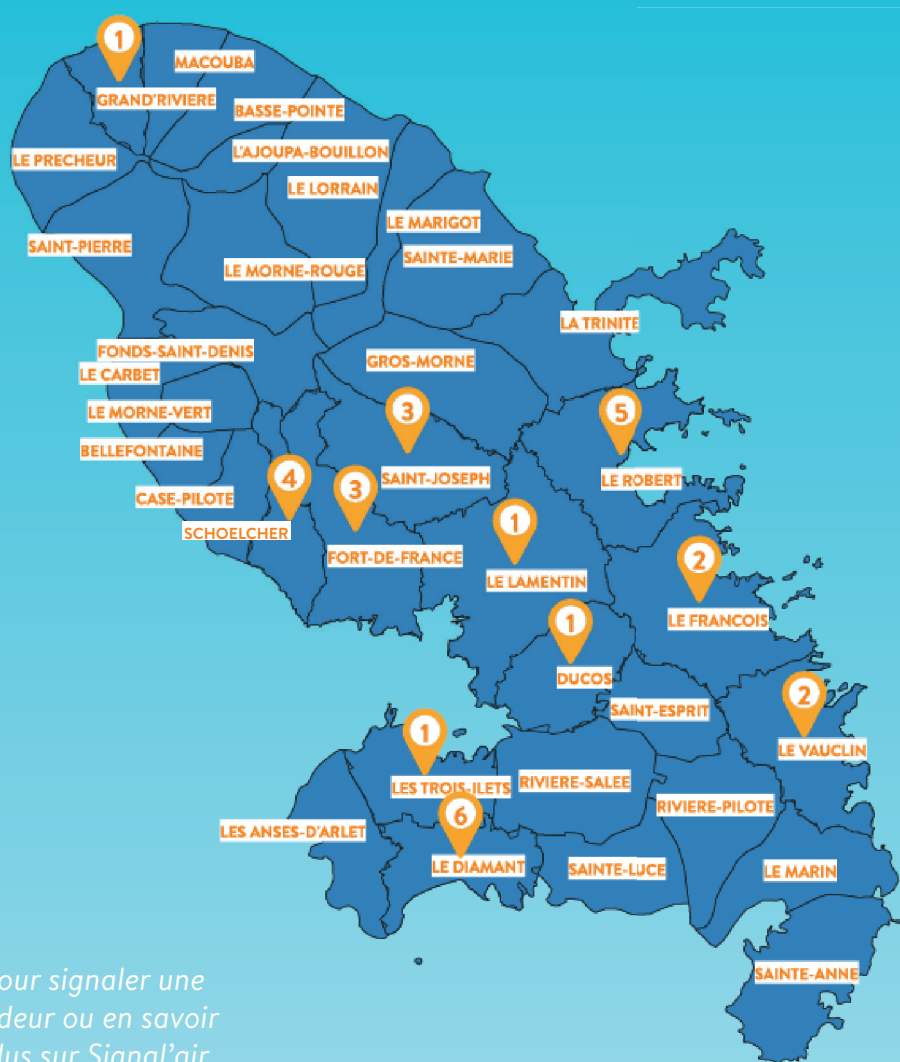 1
MACOUBA
GRAND'RIVIERE
BASSE-POINTE
L'AJOUPA-BOUILLON
LE PRECHEUR
LE LORRAIN
LE MARIGOT
SAINT-PIERRE
SAINTE-MARIE
LE MORNE-ROUGE
LA TRINITE
FONDS-SAINT-DENIS
GROS-MORNE
LE CARBET
3
5
LE MORNE-VERT
BELLEFONTAINE
4
SAINT-JOSEPH
LE ROBERT
3
CASE-PILOTE
1
SCHOELCHER
FORT-DE-FRANCE
2
LE LAMENTIN
LE FRANCOIS
1
DUCOS
2
SAINT-ESPRIT
1
LE VAUCLIN
LES TROIS-ILETS
RIVIERE-SALEE
RIVIERE-PILOTE
6
LES ANSES-D'ARLET
LE DIAMANT
SAINTE-LUCE
LE MARIN
SAINTE-ANNE
our signaler une
deur ou en savoir
lus sur Signal'air